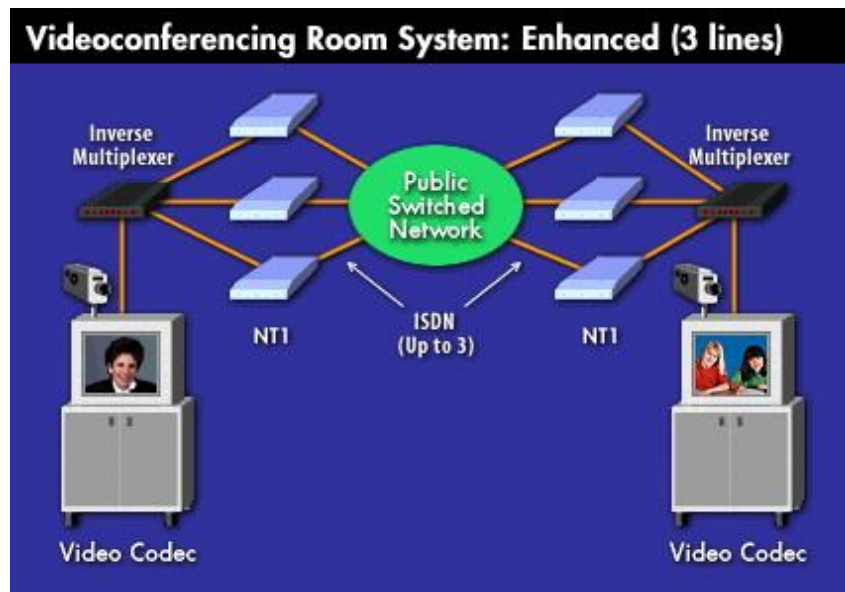 Videoconferencing Room System: Enhanced (3 lines)
Inverse
Multiplexer
Inverse
Multiplexer
Public
Switched
Network
NT1
ISDN
(Up to 3)
NT1
Video Codec
Video Codec